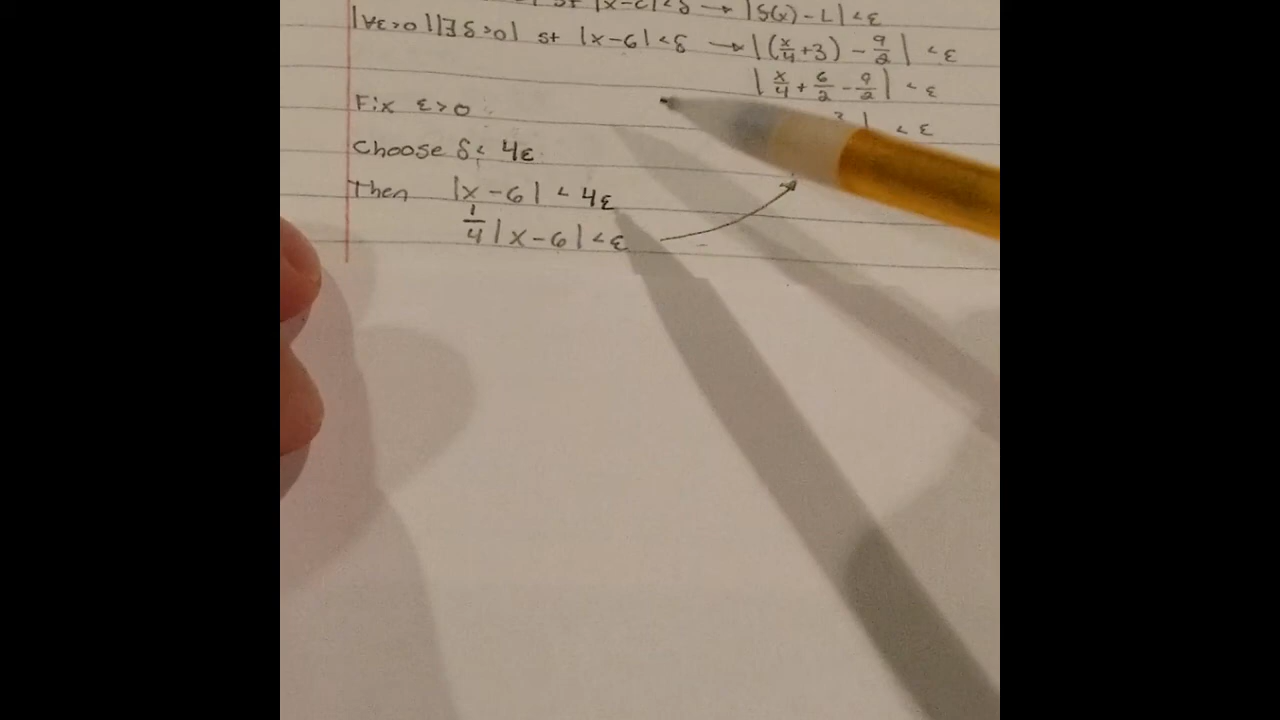 st |x-c| < δ → |f(x) - L| < ε
|∀ε>0||∃δ>0| st |x-6| < δ → |(x/4+3) - 9/2| < ε
|x/4 + 6/2 - 9/2| < ε
| < ε
Fix ε>0
Choose δ < 4ε
Then |x-6| < 4ε
1/4|x-6| < ε